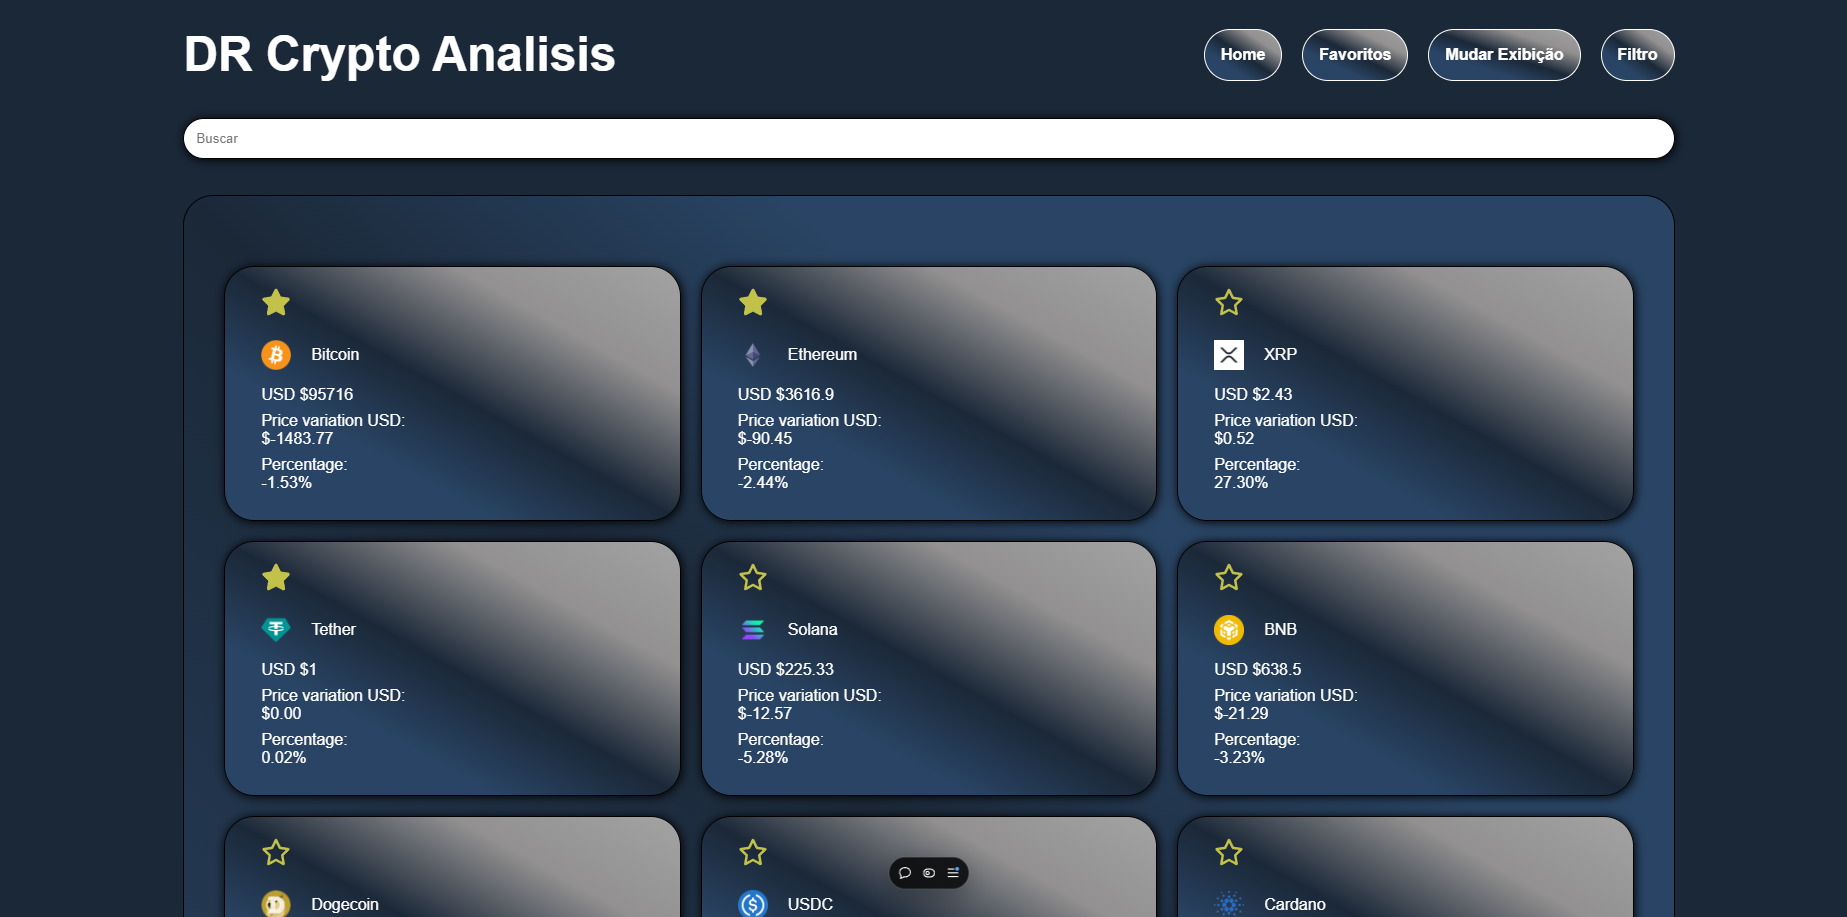 DR Crypto Analisis
Home
Favoritos
Mudar Exibição
Filtro
Buscar
Bitcoin
USD $95716
Price variation USD:
$-1483.77
Percentage:
-1.53%
Ethereum
USD $3616.9
Price variation USD:
$-90.45
Percentage:
-2.44%
XRP
USD $2.43
Price variation USD:
$0.52
Percentage:
27.30%
Tether
USD $1
Price variation USD:
$0.00
Percentage:
0.02%
Solana
USD $225.33
Price variation USD:
$-12.57
Percentage:
-5.28%
BNB
USD $638.5
Price variation USD:
$-21.29
Percentage:
-3.23%
Dogecoin
USDC
Cardano